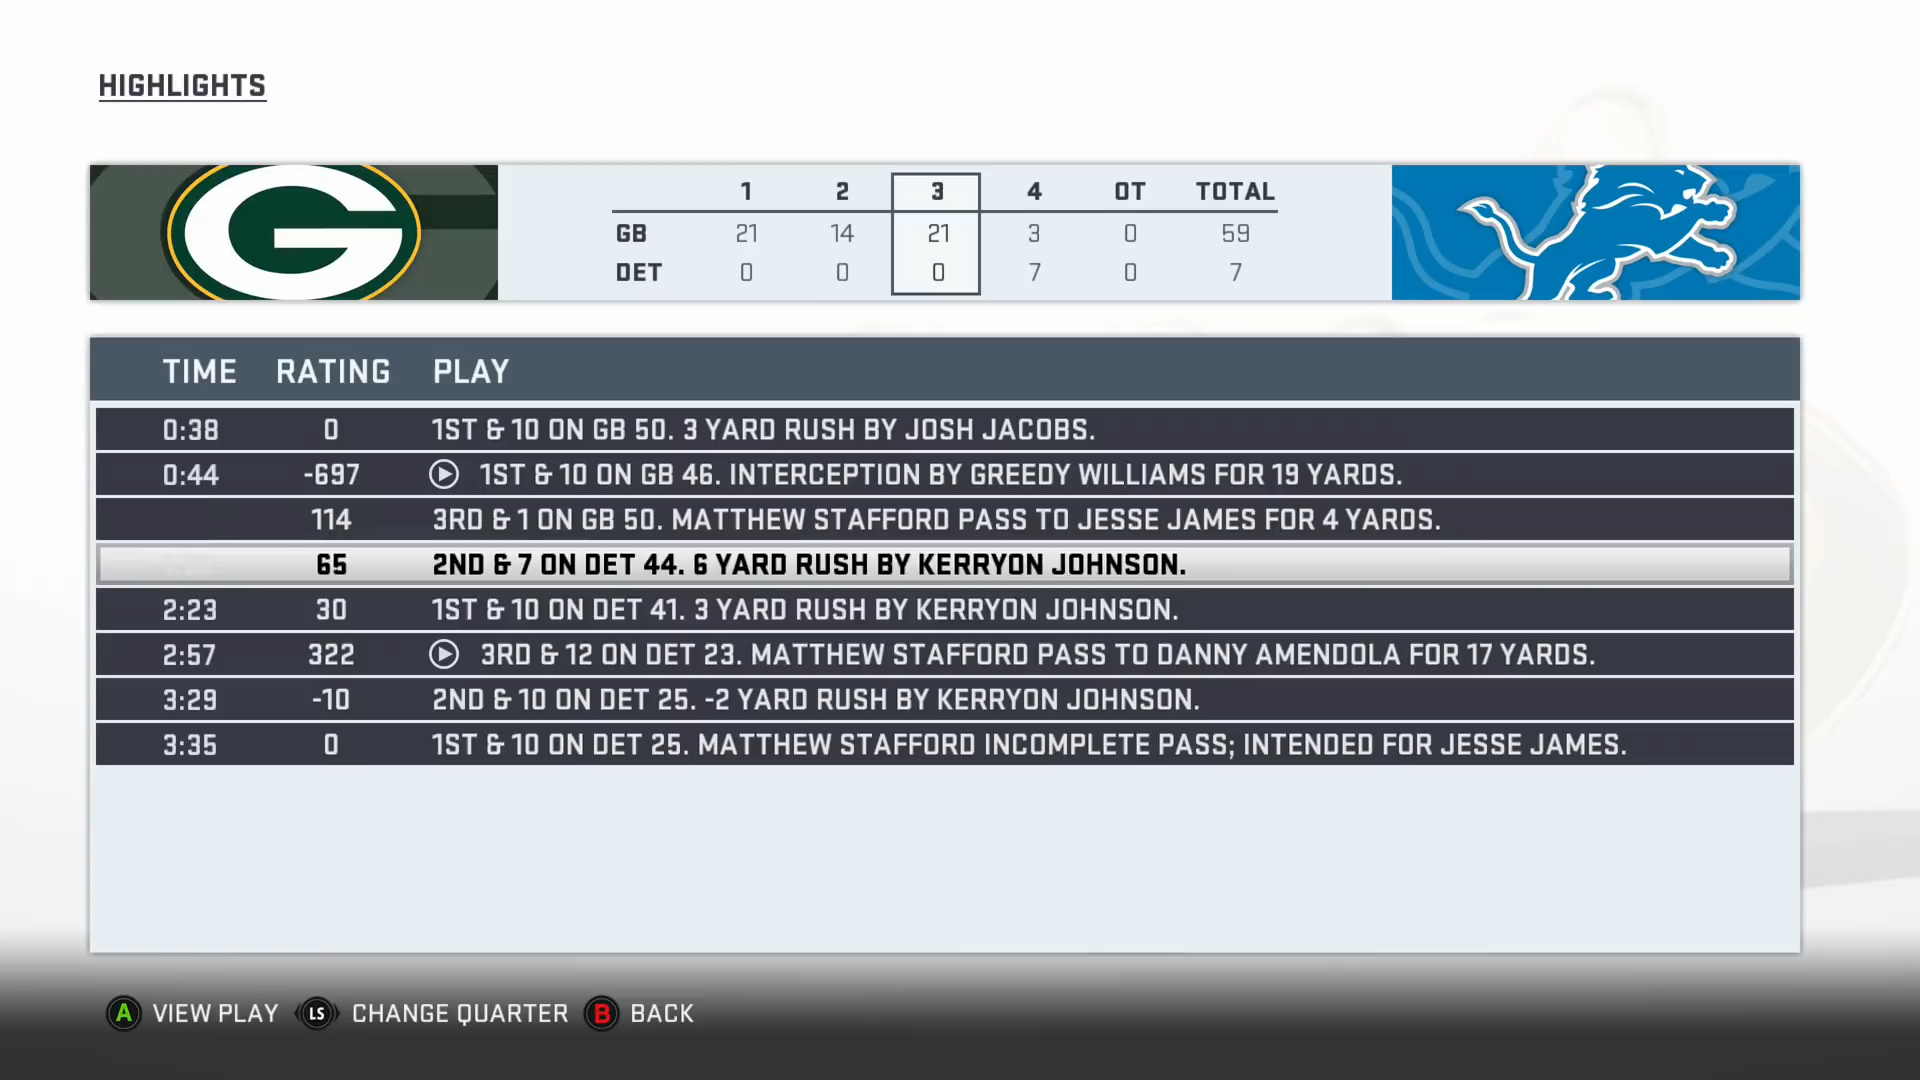 HIGHLIGHTS
1 2 3 4 OT TOTAL
GB 21 14 21 3 0 59
DET 0 0 0 7 0 7
TIME RATING PLAY
0:38 0 1ST & 10 ON GB 50. 3 YARD RUSH BY JOSH JACOBS.
0:44 -697 1ST & 10 ON GB 46. INTERCEPTION BY GREEDY WILLIAMS FOR 19 YARDS.
114 3RD & 1 ON GB 50. MATTHEW STAFFORD PASS TO JESSE JAMES FOR 4 YARDS.
65 2ND & 7 ON DET 44. 6 YARD RUSH BY KERRYON JOHNSON.
2:23 30 1ST & 10 ON DET 41. 3 YARD RUSH BY KERRYON JOHNSON.
2:57 322 3RD & 12 ON DET 23. MATTHEW STAFFORD PASS TO DANNY AMENDOLA FOR 17 YARDS.
3:29 -10 2ND & 10 ON DET 25. -2 YARD RUSH BY KERRYON JOHNSON.
3:35 0 1ST & 10 ON DET 25. MATTHEW STAFFORD INCOMPLETE PASS; INTENDED FOR JESSE JAMES.
A VIEW PLAY LS CHANGE QUARTER B BACK